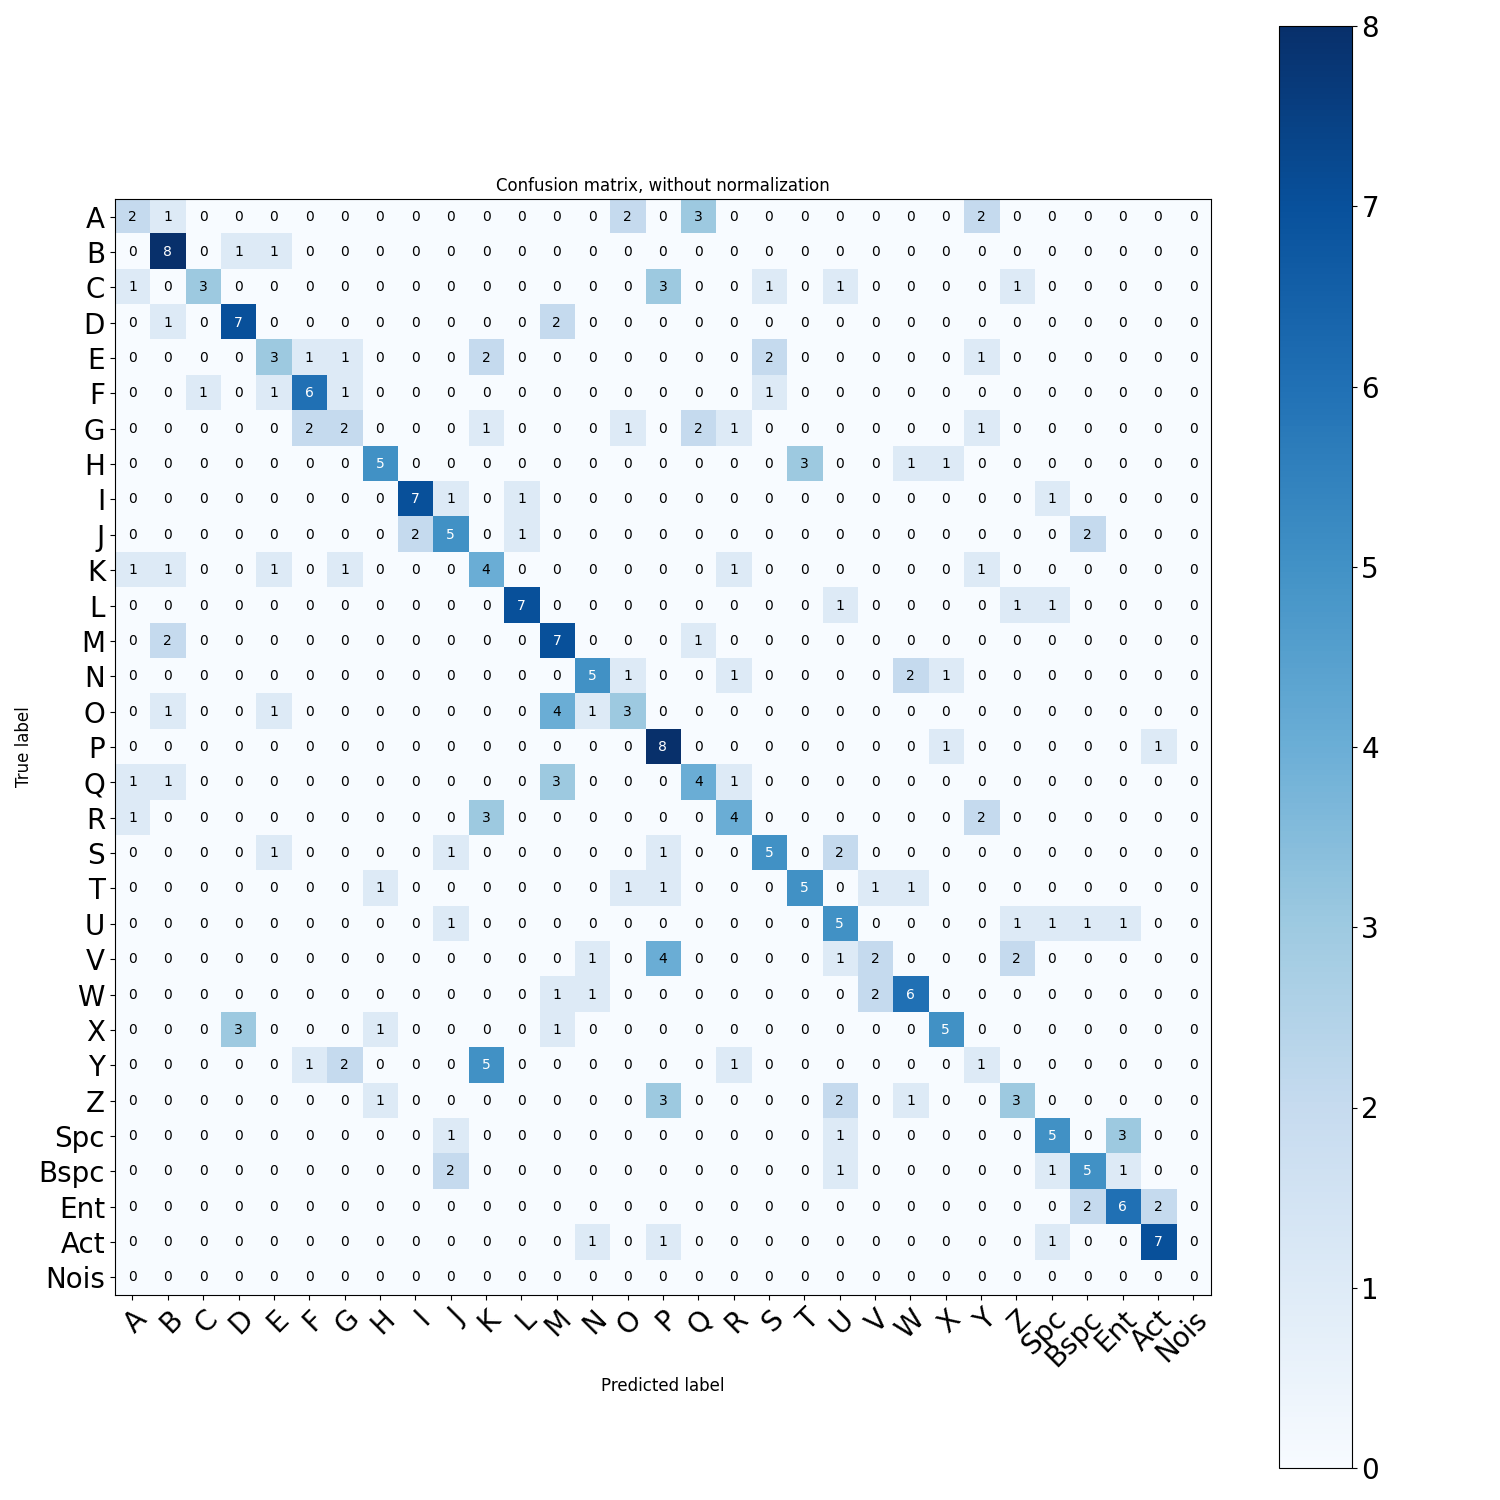 Confusion matrix, without normalization
A 2 1 0 0 0 0 0 0 0 0 0 0 0 0 2 0 3 0 0 0 0 0 0 0 2 0 0 0 0 0 0
B 0 8 0 1 1 0 0 0 0 0 0 0 0 0 0 0 0 0 0 0 0 0 0 0 0 0 0 0 0 0 0
C 1 0 3 0 0 0 0 0 0 0 0 0 0 0 0 3 0 0 1 0 1 0 0 0 0 1 0 0 0 0 0
D 0 1 0 7 0 0 0 0 0 0 0 0 2 0 0 0 0 0 0 0 0 0 0 0 0 0 0 0 0 0 0
E 0 0 0 0 3 1 1 0 0 0 2 0 0 0 0 0 0 0 2 0 0 0 0 0 1 0 0 0 0 0 0
F 0 0 1 0 1 6 1 0 0 0 0 0 0 0 0 0 0 0 1 0 0 0 0 0 0 0 0 0 0 0 0
G 0 0 0 0 0 2 2 0 0 0 1 0 0 0 1 0 2 1 0 0 0 0 0 0 1 0 0 0 0 0 0
H 0 0 0 0 0 0 0 5 0 0 0 0 0 0 0 0 0 0 0 3 0 0 1 1 0 0 0 0 0 0 0
I 0 0 0 0 0 0 0 0 7 1 0 1 0 0 0 0 0 0 0 0 0 0 0 0 0 0 1 0 0 0 0
J 0 0 0 0 0 0 0 0 2 5 0 1 0 0 0 0 0 0 0 0 0 0 0 0 0 0 0 2 0 0 0
K 1 1 0 0 1 0 1 0 0 0 4 0 0 0 0 0 0 1 0 0 0 0 0 0 1 0 0 0 0 0 0
L 0 0 0 0 0 0 0 0 0 0 0 7 0 0 0 0 0 0 0 0 1 0 0 0 0 1 1 0 0 0 0
M 0 2 0 0 0 0 0 0 0 0 0 0 7 0 0 0 1 0 0 0 0 0 0 0 0 0 0 0 0 0 0
N 0 0 0 0 0 0 0 0 0 0 0 0 0 5 1 0 0 1 0 0 0 0 2 1 0 0 0 0 0 0 0
O 0 1 0 0 1 0 0 0 0 0 0 0 4 1 3 0 0 0 0 0 0 0 0 0 0 0 0 0 0 0 0
P 0 0 0 0 0 0 0 0 0 0 0 0 0 0 0 8 0 0 0 0 0 0 0 1 0 0 0 0 0 1 0
Q 1 1 0 0 0 0 0 0 0 0 0 0 3 0 0 0 4 1 0 0 0 0 0 0 0 0 0 0 0 0 0
R 1 0 0 0 0 0 0 0 0 0 3 0 0 0 0 0 0 4 0 0 0 0 0 0 2 0 0 0 0 0 0
S 0 0 0 0 1 0 0 0 0 1 0 0 0 0 0 1 0 0 5 0 2 0 0 0 0 0 0 0 0 0 0
T 0 0 0 0 0 0 0 1 0 0 0 0 0 0 1 1 0 0 0 5 0 1 1 0 0 0 0 0 0 0 0
U 0 0 0 0 0 0 0 0 0 1 0 0 0 0 0 0 0 0 0 0 5 0 0 0 0 1 1 1 1 0 0
V 0 0 0 0 0 0 0 0 0 0 0 0 0 1 0 4 0 0 0 0 1 2 0 0 0 2 0 0 0 0 0
W 0 0 0 0 0 0 0 0 0 0 0 0 1 1 0 0 0 0 0 0 0 2 6 0 0 0 0 0 0 0 0
X 0 0 0 3 0 0 0 1 0 0 0 0 1 0 0 0 0 0 0 0 0 0 0 5 0 0 0 0 0 0 0
Y 0 0 0 0 0 1 2 0 0 0 5 0 0 0 0 0 0 1 0 0 0 0 0 0 1 0 0 0 0 0 0
Z 0 0 0 0 0 0 0 1 0 0 0 0 0 0 0 3 0 0 0 0 2 0 1 0 0 3 0 0 0 0 0
Spc 0 0 0 0 0 0 0 0 0 1 0 0 0 0 0 0 0 0 0 0 1 0 0 0 0 0 5 0 3 0 0
Bspc 0 0 0 0 0 0 0 0 0 2 0 0 0 0 0 0 0 0 0 0 1 0 0 0 0 0 1 5 1 0 0
Ent 0 0 0 0 0 0 0 0 0 0 0 0 0 0 0 0 0 0 0 0 0 0 0 0 0 0 0 2 6 2 0
Act 0 0 0 0 0 0 0 0 0 0 0 0 0 1 0 1 0 0 0 0 0 0 0 0 0 0 1 0 0 7 0
Nois 0 0 0 0 0 0 0 0 0 0 0 0 0 0 0 0 0 0 0 0 0 0 0 0 0 0 0 0 0 0 0
A B C D E F G H I J K L M N O P Q R S T U V W X Y Z Spc Bspc Ent Act Nois
Predicted label
True label
8
7
6
5
4
3
2
1
0